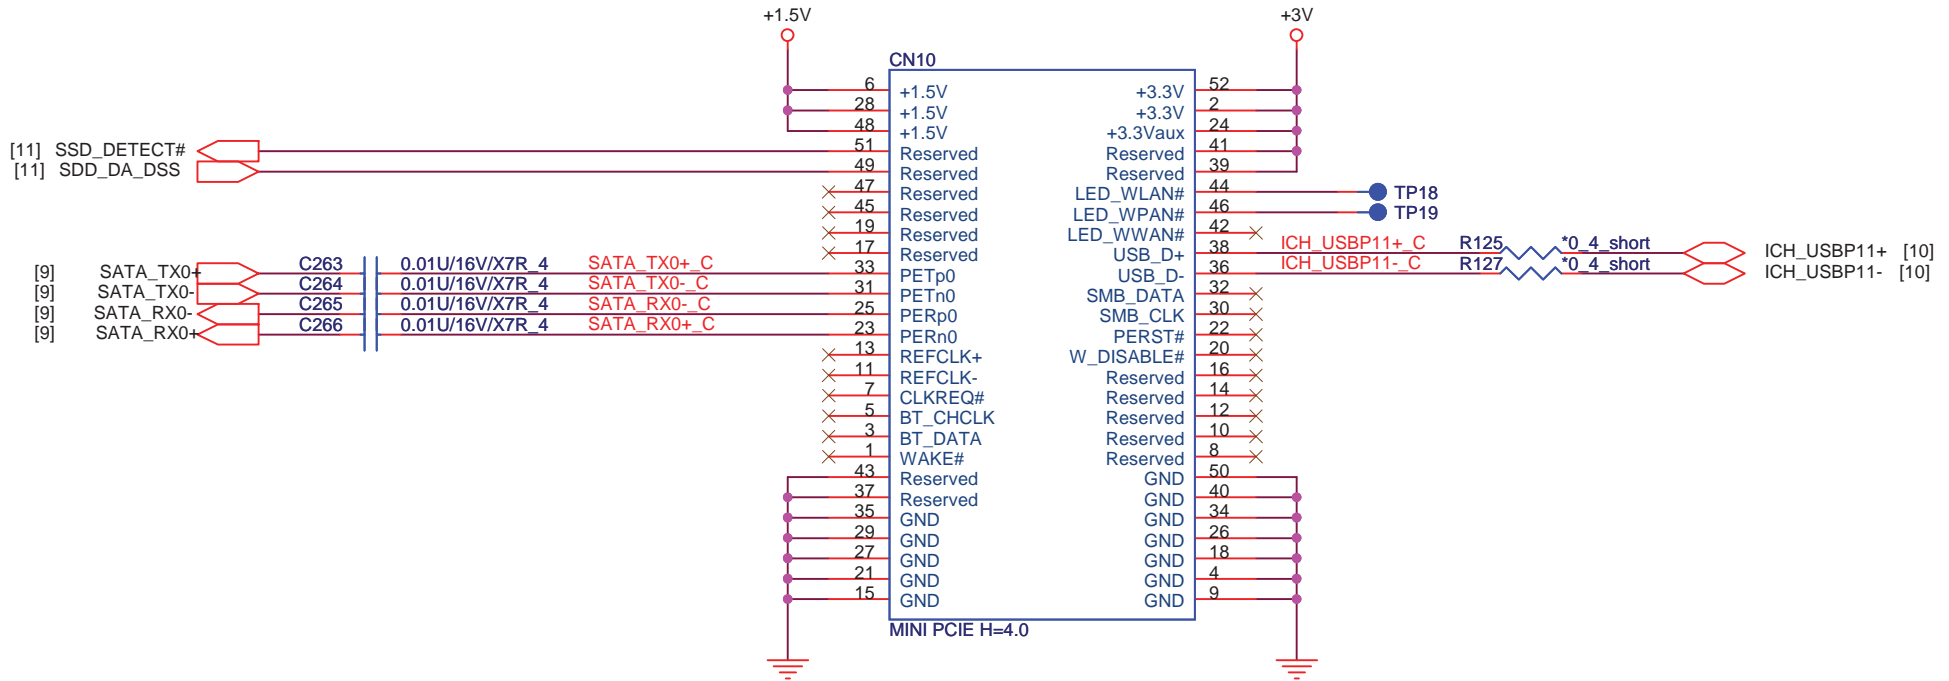 +1.5V +3V
CN10
6 +1.5V +3.3V 52
28 +1.5V +3.3V 2
48 +1.5V +3.3Vaux 24
[11] SSD_DETECT# 51 Reserved Reserved 41
[11] SDD_DA_DSS 49 Reserved Reserved 39
47 Reserved LED_WLAN# 44 TP18
45 Reserved LED_WPAN# 46 TP19
19 Reserved LED_WWAN# 42
17 Reserved USB_D+ 38 ICH_USBP11+_C R125 *0_4_short ICH_USBP11+ [10]
[9] SATA_TX0+ C263 0.01U/16V/X7R_4 SATA_TX0+_C 33 PETp0 USB_D- 36 ICH_USBP11-_C R127 *0_4_short ICH_USBP11- [10]
[9] SATA_TX0- C264 0.01U/16V/X7R_4 SATA_TX0-_C 31 PETn0 SMB_DATA 32
[9] SATA_RX0- C265 0.01U/16V/X7R_4 SATA_RX0-_C 25 PERp0 SMB_CLK 30
[9] SATA_RX0+ C266 0.01U/16V/X7R_4 SATA_RX0+_C 23 PERn0 PERST# 22
13 REFCLK+ W_DISABLE# 20
11 REFCLK- Reserved 16
7 CLKREQ# Reserved 14
5 BT_CHCLK Reserved 12
3 BT_DATA Reserved 10
1 WAKE# Reserved 8
43 Reserved GND 50
37 Reserved GND 40
35 GND GND 34
29 GND GND 26
27 GND GND 18
21 GND GND 4
15 GND GND 9
MINI PCIE H=4.0